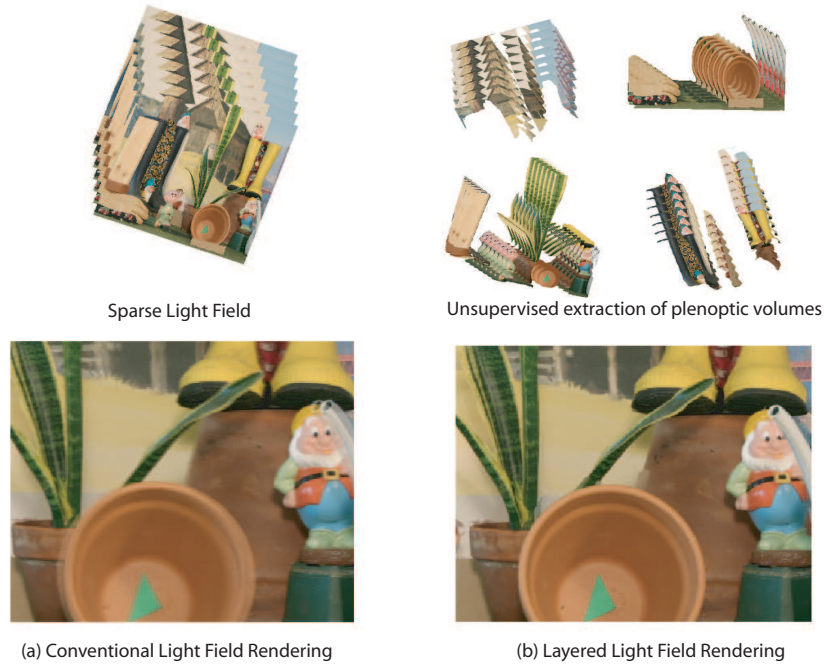 Sparse Light Field
Unsupervised extraction of plenoptic volumes
(a) Conventional Light Field Rendering
(b) Layered Light Field Rendering